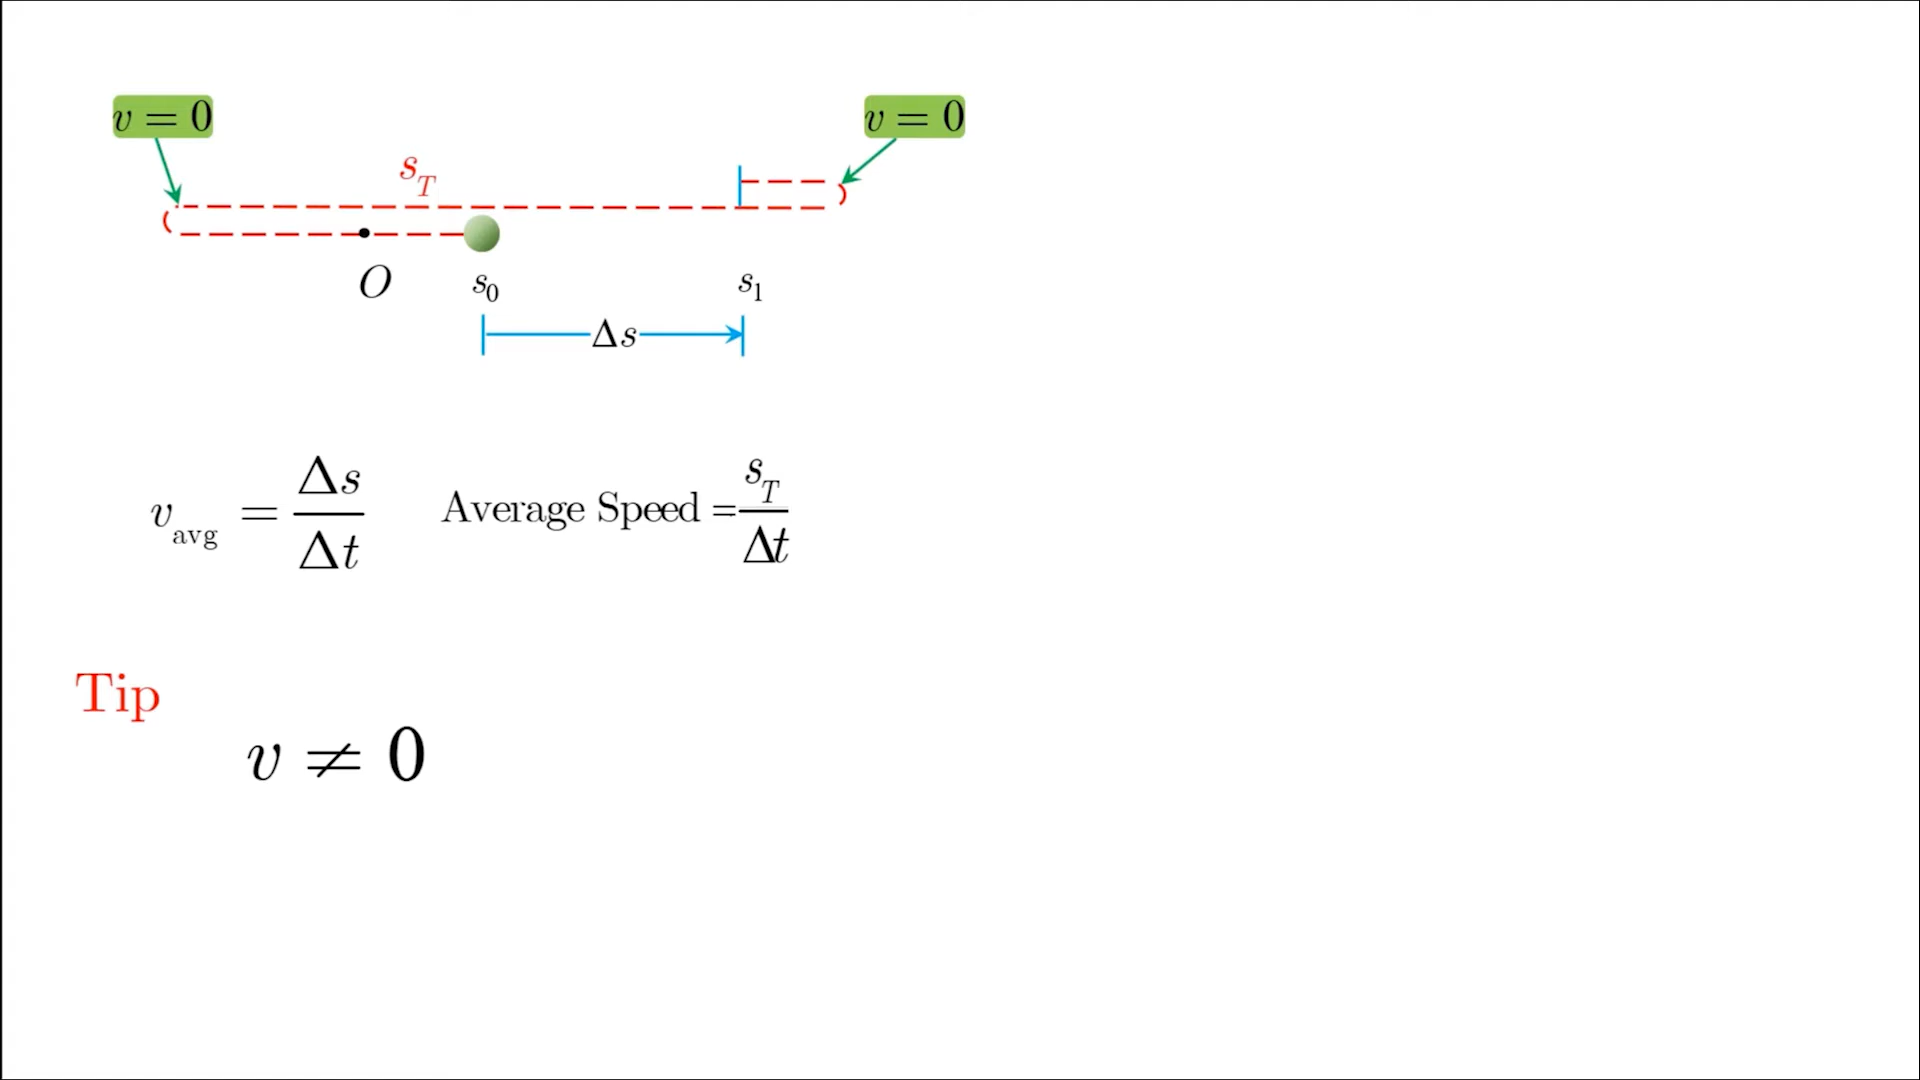 v = 0
v = 0
s_T
O
s_0
s_1
Δs
v_avg = Δs/Δt
Average Speed = s_T/Δt
Tip
v ≠ 0